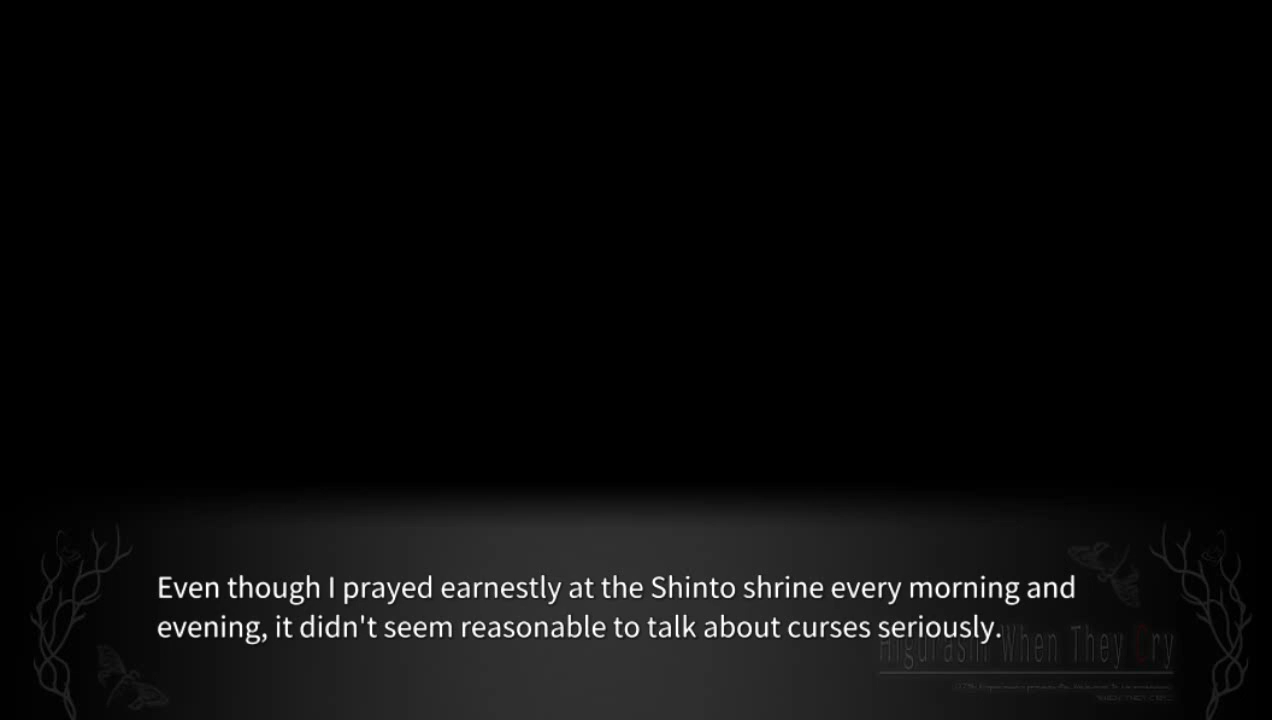 Even though I prayed earnestly at the Shinto shrine every morning and
evening, it didn't seem reasonable to talk about curses seriously.
Higurashi When They Cry